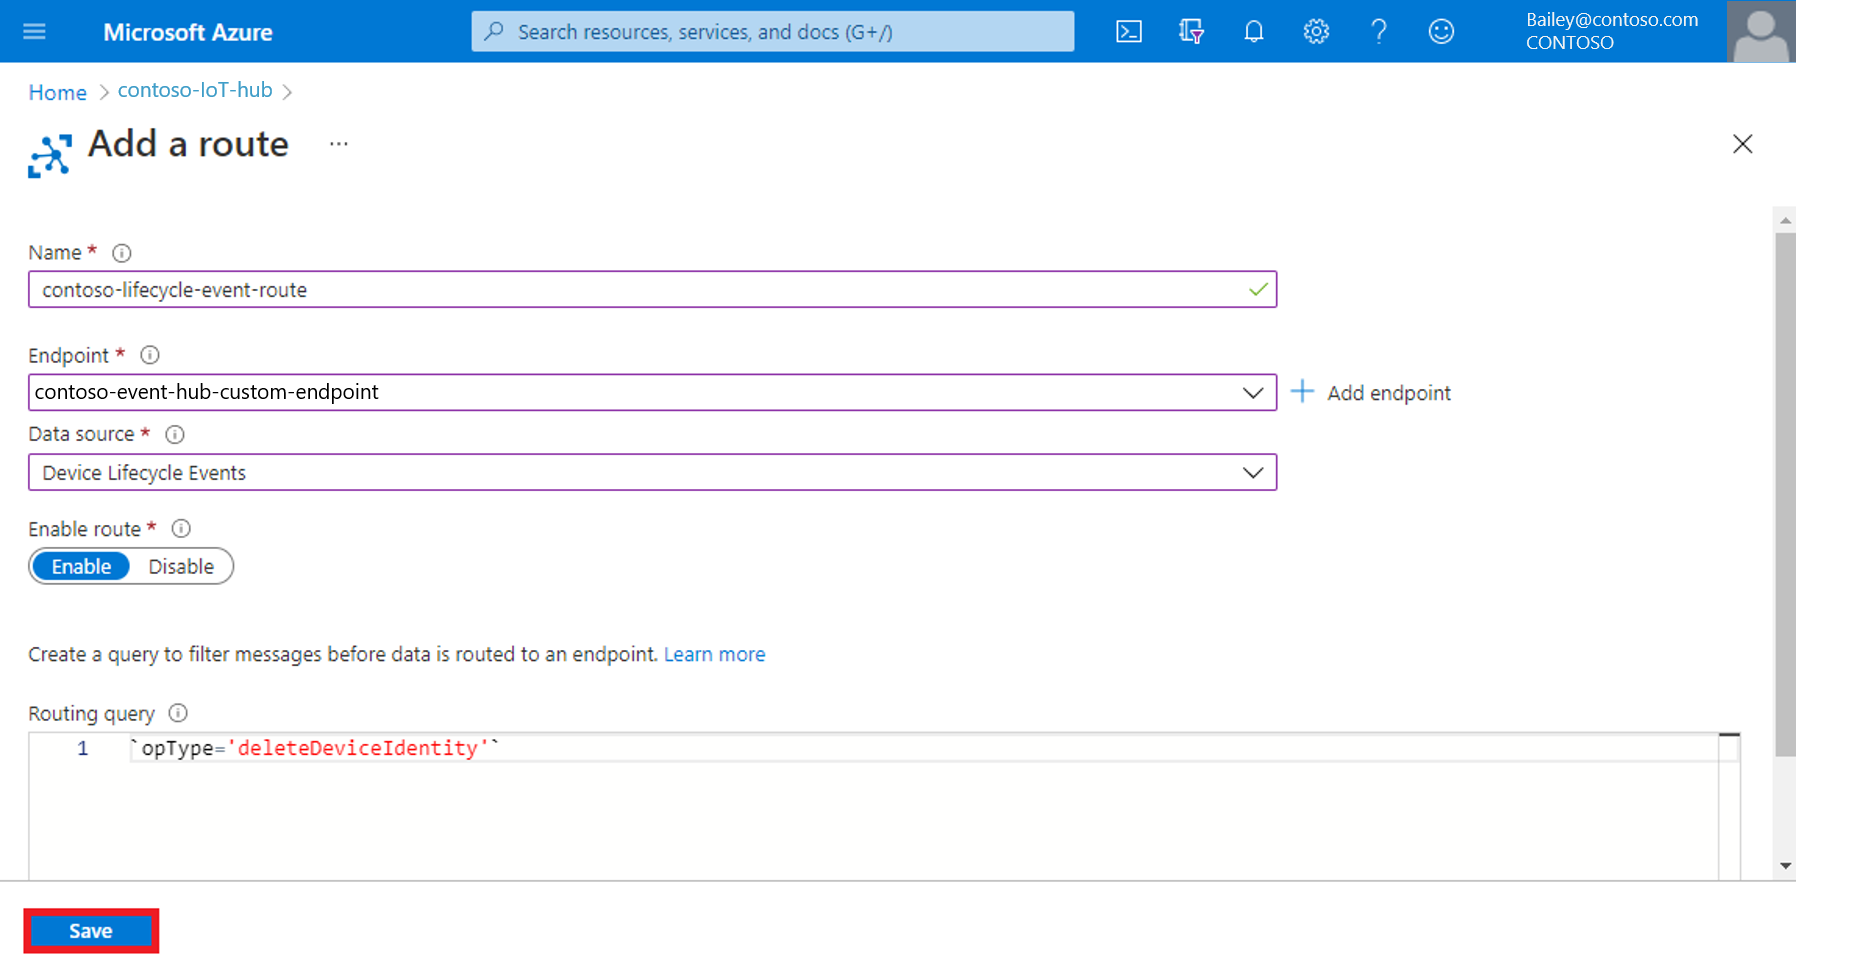 Microsoft Azure
Search resources, services, and docs (G+/)
Bailey@contoso.com
CONTOSO
Home > contoso-IoT-hub >
Add a route ...
Name *
contoso-lifecycle-event-route
Endpoint *
contoso-event-hub-custom-endpoint
Add endpoint
Data source *
Device Lifecycle Events
Enable route *
Enable Disable
Create a query to filter messages before data is routed to an endpoint. Learn more
Routing query
1 `opType='deleteDeviceIdentity'`
Save